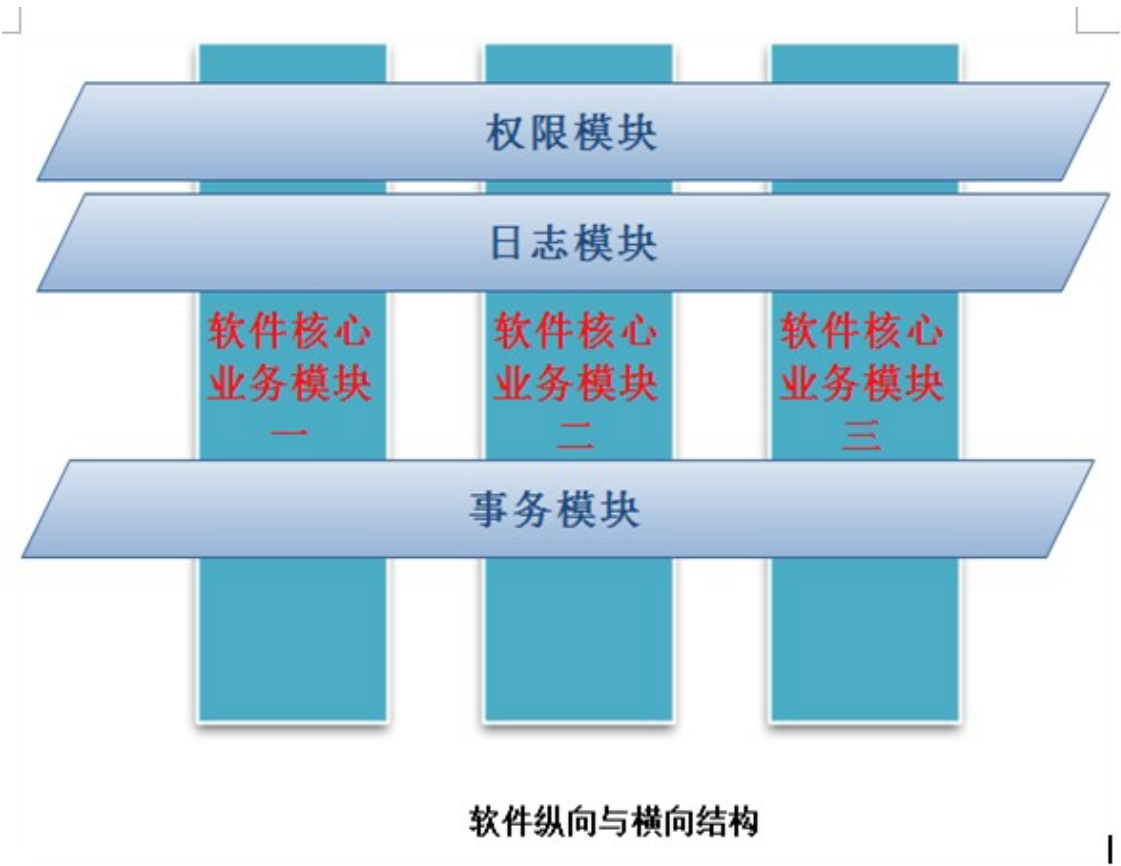 权限模块
日志模块
软件核心
业务模块
一
软件核心
业务模块
二
软件核心
业务模块
三
事务模块
软件纵向与横向结构